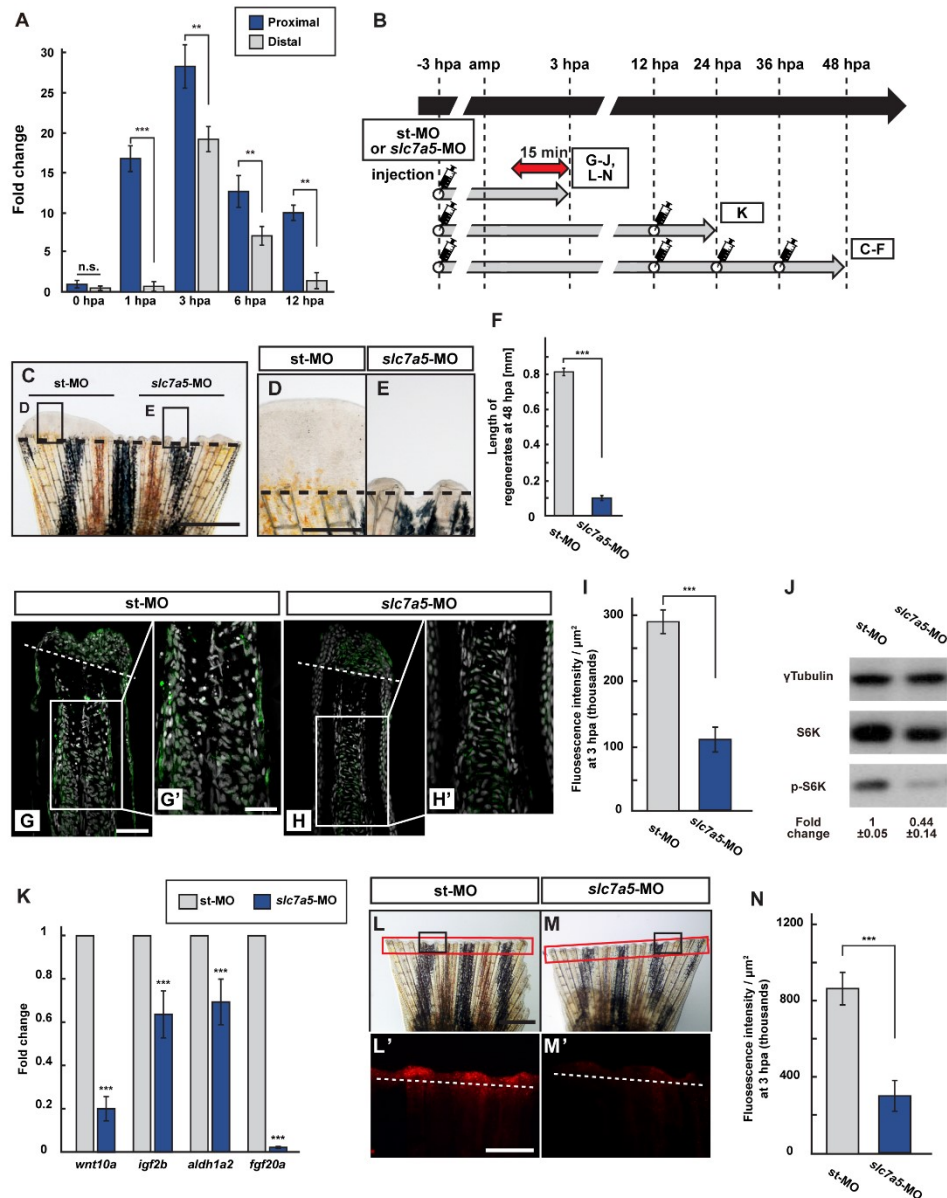 A
Proximal
Distal
Fold change
30
25
20
15
10
5
0
n.s.
***
**
**
**
0 hpa
1 hpa
3 hpa
6 hpa
12 hpa
B
-3 hpa
amp
3 hpa
12 hpa
24 hpa
36 hpa
48 hpa
st-MO
or slc7a5-MO
injection
15 min
G-J,
L-N
K
C-F
C
st-MO
slc7a5-MO
D
E
st-MO
slc7a5-MO
D
E
F
Length of
regenerates at 48 hpa [mm]
0.8
0.6
0.4
0.2
0
***
st-MO
slc7a5-MO
st-MO
slc7a5-MO
G
G'
H
H'
I
Fluosescence intensity / µm²
at 3 hpa (thousands)
300
200
100
0
***
st-MO
slc7a5-MO
J
st-MO
slc7a5-MO
γTubulin
S6K
p-S6K
Fold
change
1
±0.05
0.44
±0.14
K
st-MO
slc7a5-MO
Fold change
1
0.8
0.6
0.4
0.2
0
***
***
***
***
wnt10a
igf2b
aldh1a2
fgf20a
st-MO
slc7a5-MO
L
M
L'
M'
N
Fluosescence intensity / µm²
at 3 hpa (thousands)
1200
800
400
0
***
st-MO
slc7a5-MO